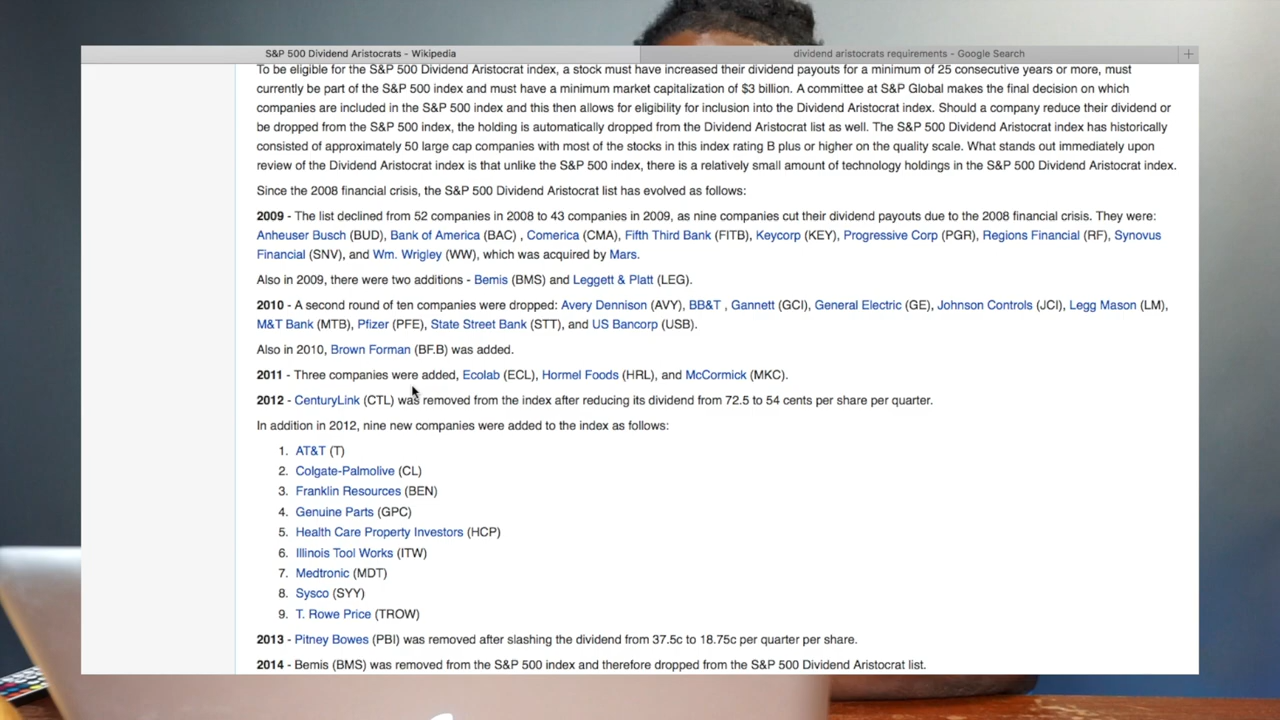 S&P 500 Dividend Aristocrats - Wikipedia
dividend aristocrats requirements - Google Search
To be eligible for the S&P 500 Dividend Aristocrat index, a stock must have increased their dividend payouts for a minimum of 25 consecutive years or more, must
currently be part of the S&P 500 index and must have a minimum market capitalization of $3 billion. A committee at S&P Global makes the final decision on which
companies are included in the S&P 500 index and this then allows for eligibility for inclusion into the Dividend Aristocrat index. Should a company reduce their dividend or
be dropped from the S&P 500 index, the holding is automatically dropped from the Dividend Aristocrat list as well. The S&P 500 Dividend Aristocrat index has historically
consisted of approximately 50 large cap companies with most of the stocks in this index rating B plus or higher on the quality scale. What stands out immediately upon
review of the Dividend Aristocrat index is that unlike the S&P 500 index, there is a relatively small amount of technology holdings in the S&P 500 Dividend Aristocrat index.
Since the 2008 financial crisis, the S&P 500 Dividend Aristocrat list has evolved as follows:
2009 - The list declined from 52 companies in 2008 to 43 companies in 2009, as nine companies cut their dividend payouts due to the 2008 financial crisis. They were:
Anheuser Busch (BUD), Bank of America (BAC) , Comerica (CMA), Fifth Third Bank (FITB), Keycorp (KEY), Progressive Corp (PGR), Regions Financial (RF), Synovus
Financial (SNV), and Wm. Wrigley (WW), which was acquired by Mars.
Also in 2009, there were two additions - Bemis (BMS) and Leggett & Platt (LEG).
2010 - A second round of ten companies were dropped: Avery Dennison (AVY), BB&T , Gannett (GCI), General Electric (GE), Johnson Controls (JCI), Legg Mason (LM),
M&T Bank (MTB), Pfizer (PFE), State Street Bank (STT), and US Bancorp (USB).
Also in 2010, Brown Forman (BF.B) was added.
2011 - Three companies were added, Ecolab (ECL), Hormel Foods (HRL), and McCormick (MKC).
2012 - CenturyLink (CTL) was removed from the index after reducing its dividend from 72.5 to 54 cents per share per quarter.
In addition in 2012, nine new companies were added to the index as follows:
1. AT&T (T)
2. Colgate-Palmolive (CL)
3. Franklin Resources (BEN)
4. Genuine Parts (GPC)
5. Health Care Property Investors (HCP)
6. Illinois Tool Works (ITW)
7. Medtronic (MDT)
8. Sysco (SYY)
9. T. Rowe Price (TROW)
2013 - Pitney Bowes (PBI) was removed after slashing the dividend from 37.5c to 18.75c per quarter per share.
2014 - Bemis (BMS) was removed from the S&P 500 index and therefore dropped from the S&P 500 Dividend Aristocrat list.